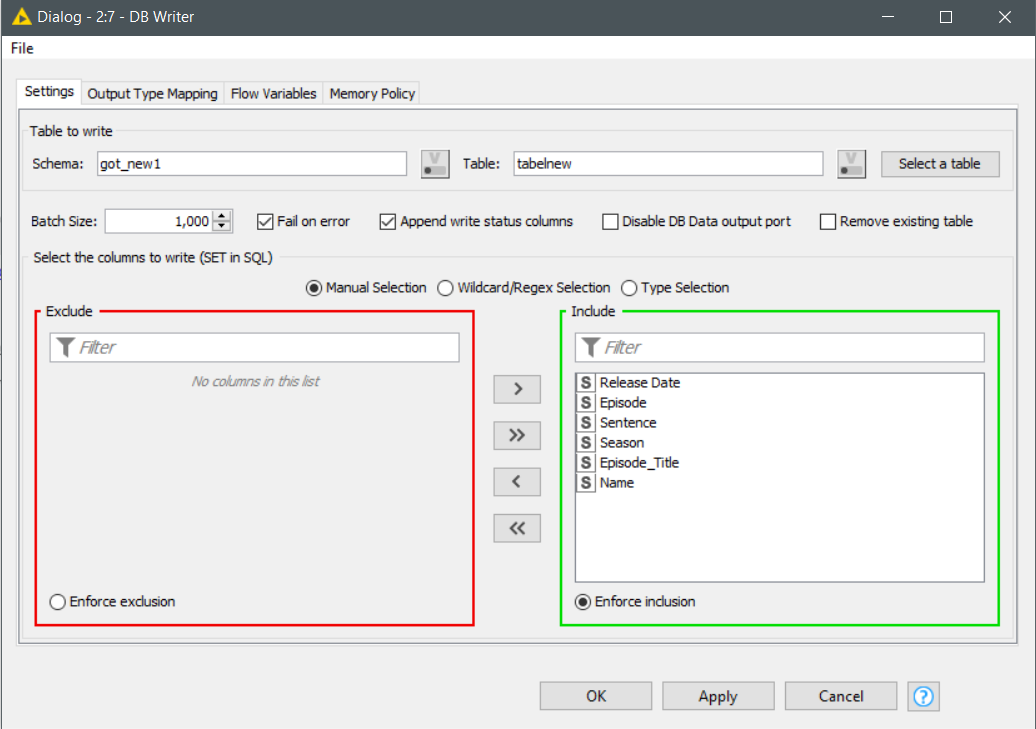 Dialog - 2:7 - DB Writer
File
Settings Output Type Mapping Flow Variables Memory Policy
Table to write
Schema: got_new1 V Table: tabelnew V Select a table
Batch Size: 1,000 Fail on error Append write status columns Disable DB Data output port Remove existing table
Select the columns to write (SET in SQL)
Manual Selection Wildcard/Regex Selection Type Selection
Exclude
Filter
No columns in this list
Enforce exclusion
>
>>
<
<<
Include
Filter
S Release Date
S Episode
S Sentence
S Season
S Episode_Title
S Name
Enforce inclusion
OK Apply Cancel ?